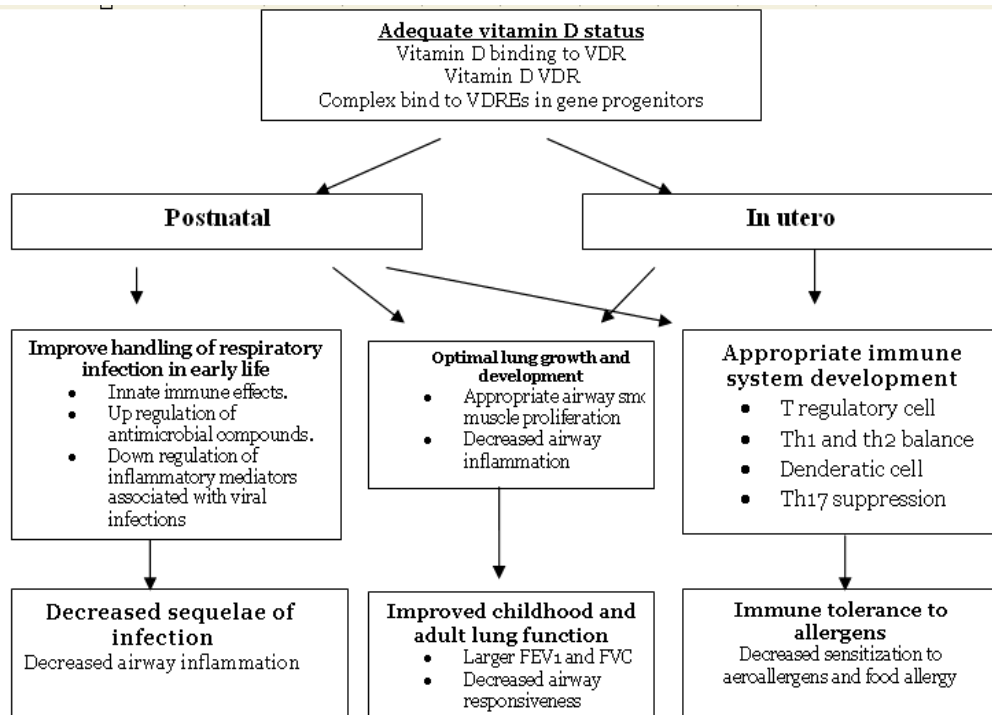 Adequate vitamin D status
Vitamin D binding to VDR
Vitamin D VDR
Complex bind to VDREs in gene progenitors
Postnatal
In utero
Improve handling of respiratory
infection in early life
• Innate immune effects.
• Up regulation of
antimicrobial compounds.
• Down regulation of
inflammatory mediators
associated with viral
infections
Optimal lung growth and
development
• Appropriate airway
muscle proliferation
• Decreased airway
inflammation
Appropriate immune
system development
• T regulatory cell
• Th1 and th2 balance
• Denderatic cell
• Th17 suppression
Decreased sequelae of
infection
Decreased airway inflammation
Improved childhood and
adult lung function
• Larger FEV1 and FVC
• Decreased airway
responsiveness
Immune tolerance to
allergens
Decreased sensitization to
aeroallergens and food allergy